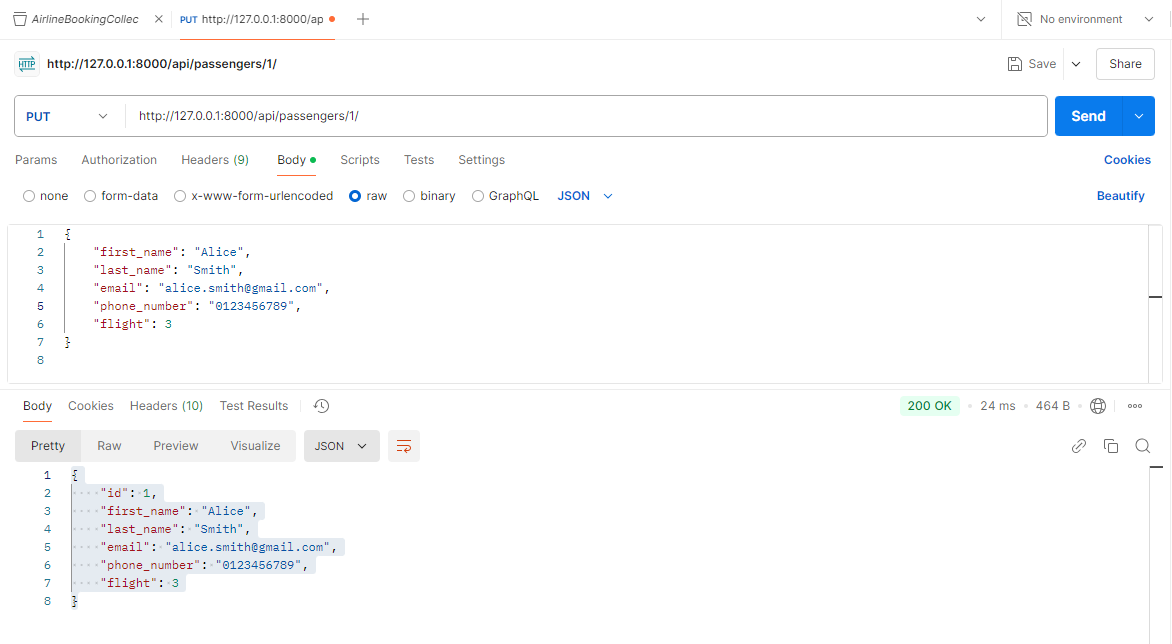 AirlineBookingCollec PUT http://127.0.0.1:8000/ap No environment
HTTP http://127.0.0.1:8000/api/passengers/1/ Save Share
PUT http://127.0.0.1:8000/api/passengers/1/ Send
Params Authorization Headers (9) Body Scripts Tests Settings Cookies
none form-data x-www-form-urlencoded raw binary GraphQL JSON Beautify
1 {
2 "first_name": "Alice",
3 "last_name": "Smith",
4 "email": "alice.smith@gmail.com",
5 "phone_number": "0123456789",
6 "flight": 3
7 }
8
Body Cookies Headers (10) Test Results 200 OK 24 ms 464 B
Pretty Raw Preview Visualize JSON
1 {
2 "id": 1,
3 "first_name": "Alice",
4 "last_name": "Smith",
5 "email": "alice.smith@gmail.com",
6 "phone_number": "0123456789",
7 "flight": 3
8 }